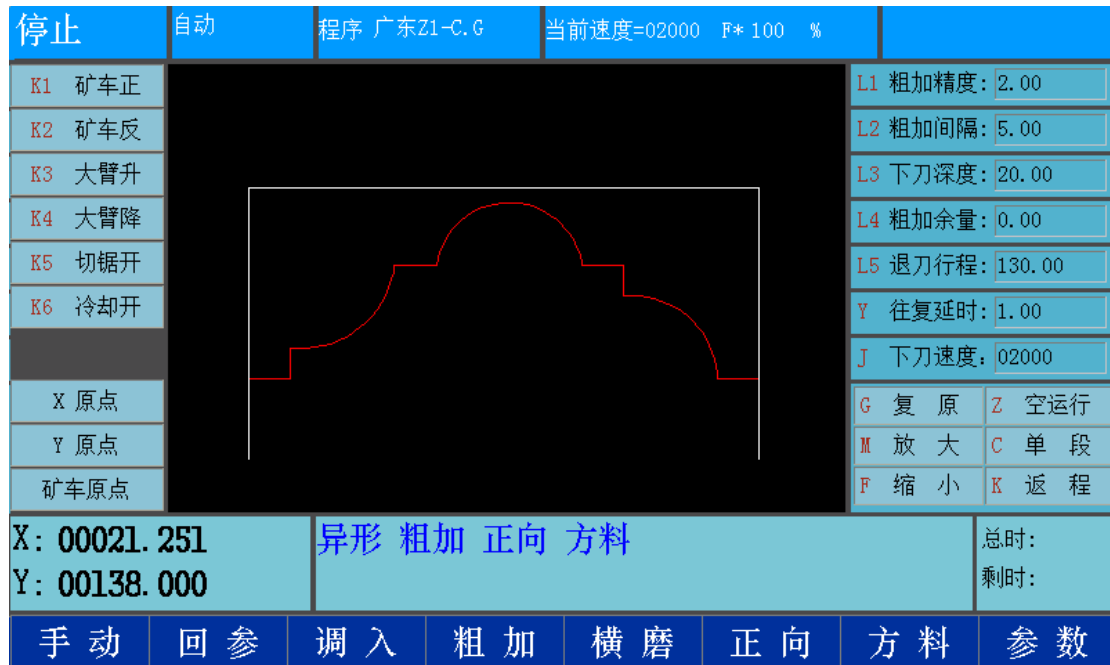 停止 自动 程序 广东Z1-C.G 当前速度=02000 F*100 %
K1 矿车正
K2 矿车反
K3 大臂升
K4 大臂降
K5 切锯开
K6 冷却开
X 原点
Y 原点
矿车原点
L1 粗加精度: 2.00
L2 粗加间隔: 5.00
L3 下刀深度: 20.00
L4 粗加余量: 0.00
L5 退刀行程: 130.00
Y 往复延时: 1.00
J 下刀速度: 02000
G 复 原 Z 空运行
M 放 大 C 单 段
F 缩 小 K 返 程
X: 00021.251
Y: 00138.000
异形 粗加 正向 方料
总时:
剩时:
手 动 回 参 调 入 粗 加 横 磨 正 向 方 料 参 数